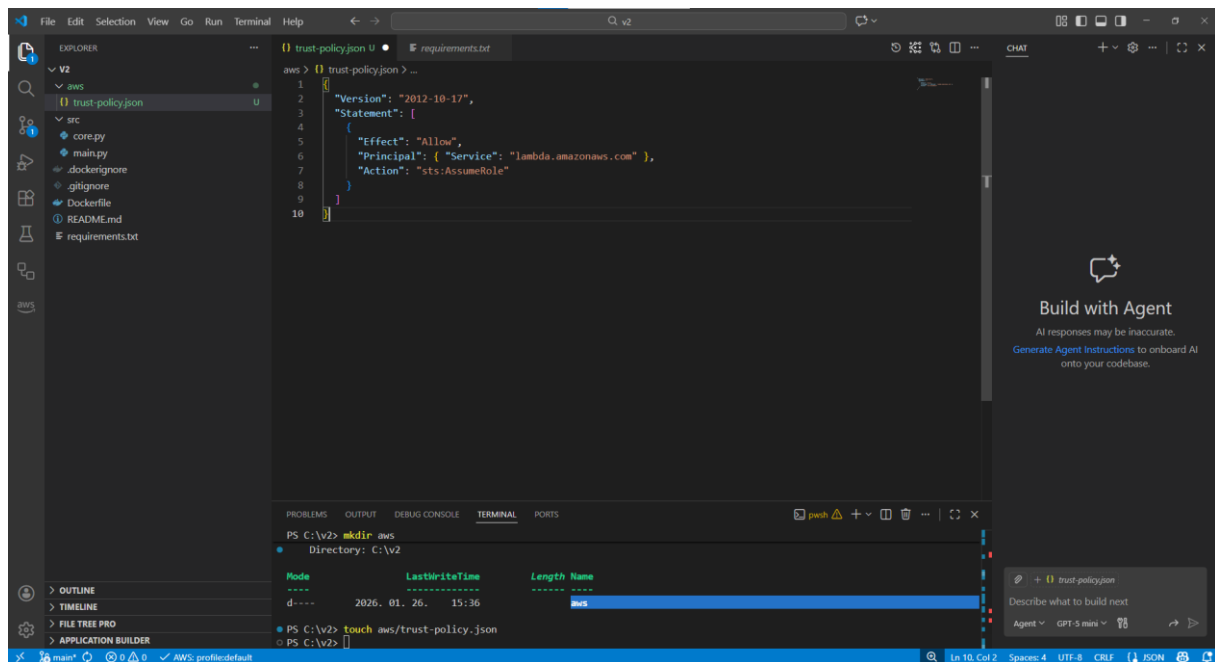 File Edit Selection View Go Run Terminal Help
v2
EXPLORER
V2
aws
{} trust-policy.json U
src
core.py
main.py
.dockerignore
.gitignore
Dockerfile
README.md
requirements.txt
OUTLINE
TIMELINE
FILE TREE PRO
APPLICATION BUILDER
aws
1
1
{} trust-policy.json U
requirements.txt
aws > {} trust-policy.json > ...
1 {
2 "Version": "2012-10-17",
3 "Statement": [
4 {
5 "Effect": "Allow",
6 "Principal": { "Service": "lambda.amazonaws.com" },
7 "Action": "sts:AssumeRole"
8 }
9 ]
10 }
PROBLEMS OUTPUT DEBUG CONSOLE TERMINAL PORTS
pwsh
PS C:\v2> mkdir aws
Directory: C:\v2
Mode LastWriteTime Length Name
---- ------------- ------ ----
d---- 2026. 01. 26. 15:36 aws
PS C:\v2> touch aws/trust-policy.json
PS C:\v2>
CHAT
Build with Agent
AI responses may be inaccurate.
Generate Agent Instructions to onboard AI
onto your codebase.
+ {} trust-policy.json
Describe what to build next
Agent GPT-5 mini
main* 0 0 AWS: profile:default
Ln 10, Col 2 Spaces: 4 UTF-8 CRLF {} JSON